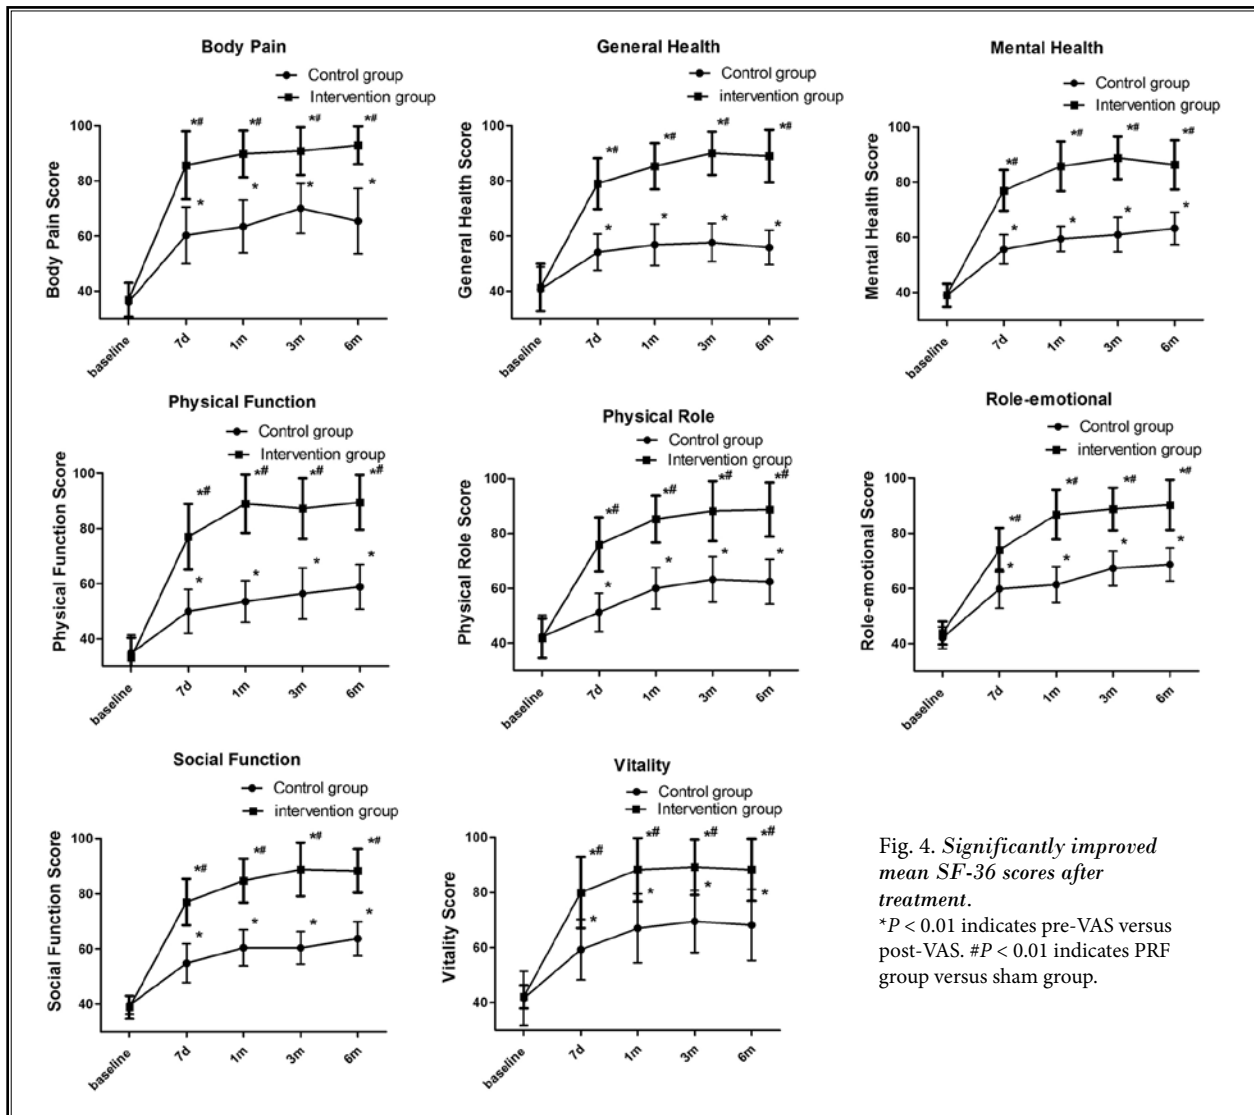 Body Pain
Control group
Intervention group
Body Pain Score
100
80
60
40
baseline
7d
1m
3m
6m
*#
*#
*#
*#
*
*
*
*
General Health
Control group
intervention group
General Health Score
100
80
60
40
baseline
7d
1m
3m
6m
*#
*#
*#
*#
*
*
*
*
Mental Health
Control group
Intervention group
Mental Health Score
100
80
60
40
baseline
7d
1m
3m
6m
*#
*#
*#
*#
*
*
*
*
Physical Function
Control group
Intervention group
Physical Function Score
100
80
60
40
baseline
7d
1m
3m
6m
*#
*#
*#
*#
*
*
*
*
Physical Role
Control group
Intervention group
Physical Role Score
100
80
60
40
baseline
7d
1m
3m
6m
*#
*#
*#
*#
*
*
*
*
Role-emotional
Control group
intervention group
Role-emotional Score
100
80
60
40
baseline
7d
1m
3m
6m
*#
*#
*#
*#
*
*
*
*
Social Function
Control group
intervention group
Social Function Score
100
80
60
40
baseline
7d
1m
3m
6m
*#
*#
*#
*#
*
*
*
*
Vitality
Control group
Intervention group
Vitality Score
100
80
60
40
baseline
7d
1m
3m
6m
*#
*#
*#
*#
*
*
*
*
Fig. 4. Significantly improved
mean SF-36 scores after
treatment.
*P < 0.01 indicates pre-VAS versus
post-VAS. #P < 0.01 indicates PRF
group versus sham group.